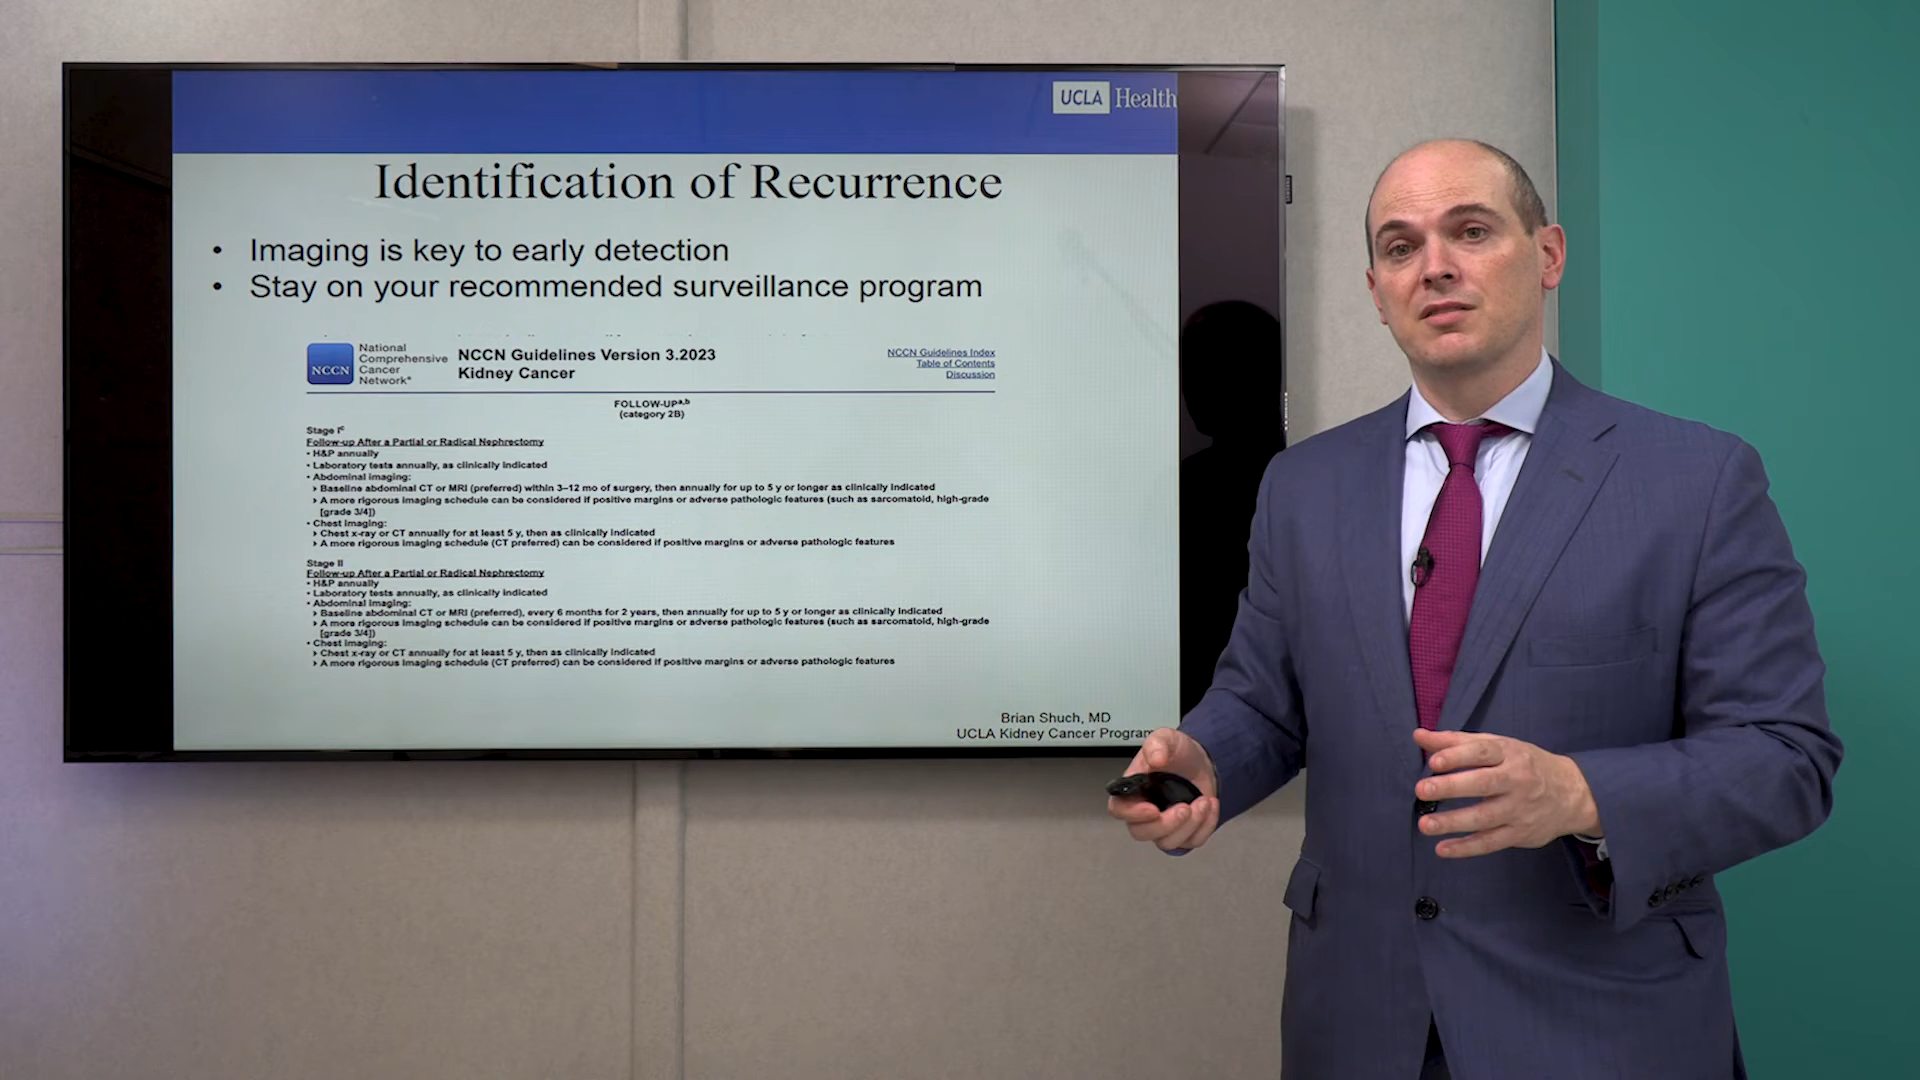 UCLA Health
Identification of Recurrence
• Imaging is key to early detection
• Stay on your recommended surveillance program
NCCN
National
Comprehensive
Cancer
Network®
NCCN Guidelines Version 3.2023
Kidney Cancer
NCCN Guidelines Index
Table of Contents
Discussion
FOLLOW-UPa,b
(category 2B)
Stage Ic
Follow-up After a Partial or Radical Nephrectomy
• H&P annually
• Laboratory tests annually, as clinically indicated
• Abdominal imaging:
› Baseline abdominal CT or MRI (preferred) within 3–12 mo of surgery, then annually for up to 5 y or longer as clinically indicated
› A more rigorous imaging schedule can be considered if positive margins or adverse pathologic features (such as sarcomatoid, high-grade
[grade 3/4])
• Chest imaging:
› Chest x-ray or CT annually for at least 5 y, then as clinically indicated
› A more rigorous imaging schedule (CT preferred) can be considered if positive margins or adverse pathologic features
Stage II
Follow-up After a Partial or Radical Nephrectomy
• H&P annually
• Laboratory tests annually, as clinically indicated
• Abdominal imaging:
› Baseline abdominal CT or MRI (preferred), every 6 months for 2 years, then annually for up to 5 y or longer as clinically indicated
› A more rigorous imaging schedule can be considered if positive margins or adverse pathologic features (such as sarcomatoid, high-grade
[grade 3/4])
• Chest imaging:
› Chest x-ray or CT annually for at least 5 y, then as clinically indicated
› A more rigorous imaging schedule (CT preferred) can be considered if positive margins or adverse pathologic features
Brian Shuch, MD
UCLA Kidney Cancer Program